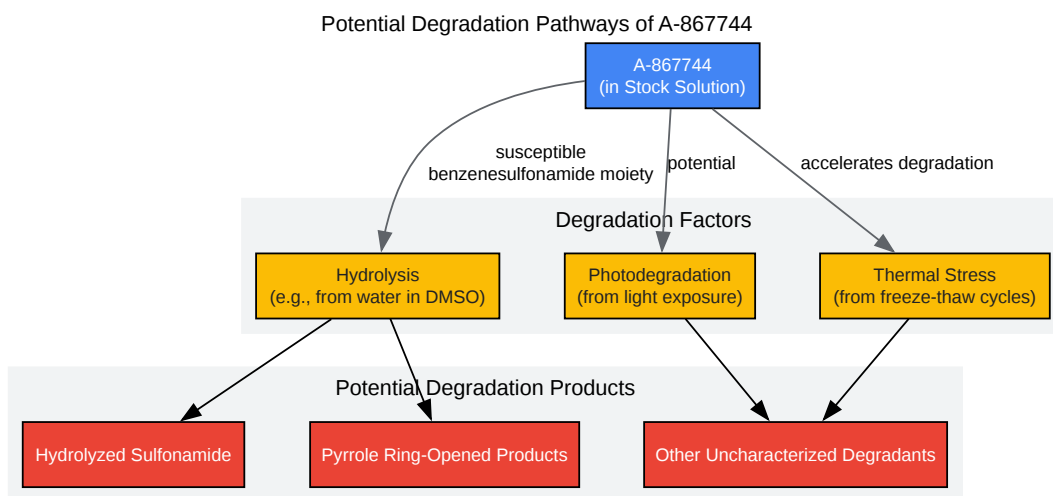 Potential Degradation Pathways of A-867744
A-867744
(in Stock Solution)
susceptible
benzenesulfonamide moiety
potential
accelerates degradation
Degradation Factors
Hydrolysis
(e.g., from water in DMSO)
Photodegradation
(from light exposure)
Thermal Stress
(from freeze-thaw cycles)
Potential Degradation Products
Hydrolyzed Sulfonamide
Pyrrole Ring-Opened Products
Other Uncharacterized Degradants